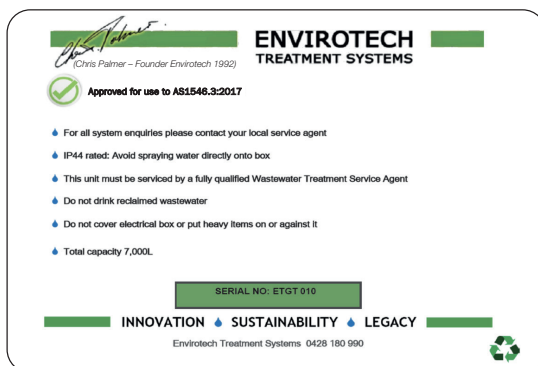 Chris Palmer
ENVIROTECH
TREATMENT SYSTEMS
(Chris Palmer – Founder Envirotech 1992)
Approved for use to AS1546.3:2017
For all system enquiries please contact your local service agent
IP44 rated: Avoid spraying water directly onto box
This unit must be serviced by a fully qualified Wastewater Treatment Service Agent
Do not drink reclaimed wastewater
Do not cover electrical box or put heavy items on or against it
Total capacity 7,000L
SERIAL NO: ETGT 010
INNOVATION SUSTAINABILITY LEGACY
Envirotech Treatment Systems 0428 180 990